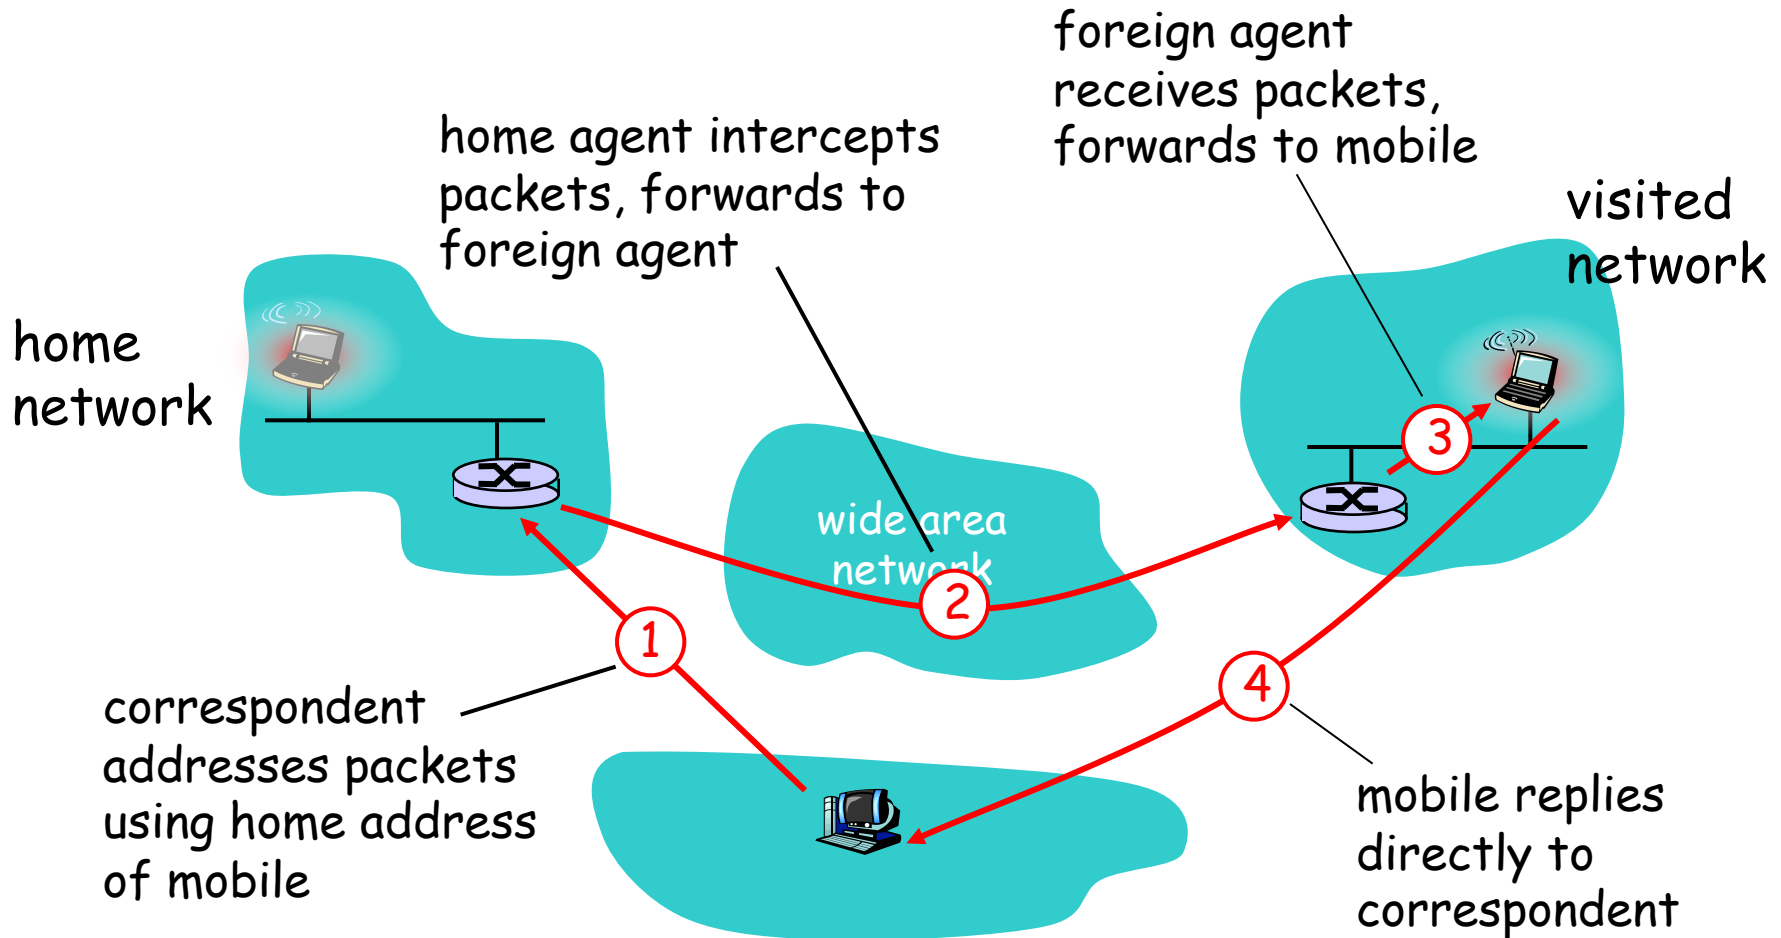 foreign agent
receives packets,
forwards to mobile
home agent intercepts
packets, forwards to
foreign agent
visited
network
home
network
wide area
network
3
2
1
4
correspondent
addresses packets
using home address
of mobile
mobile replies
directly to
correspondent